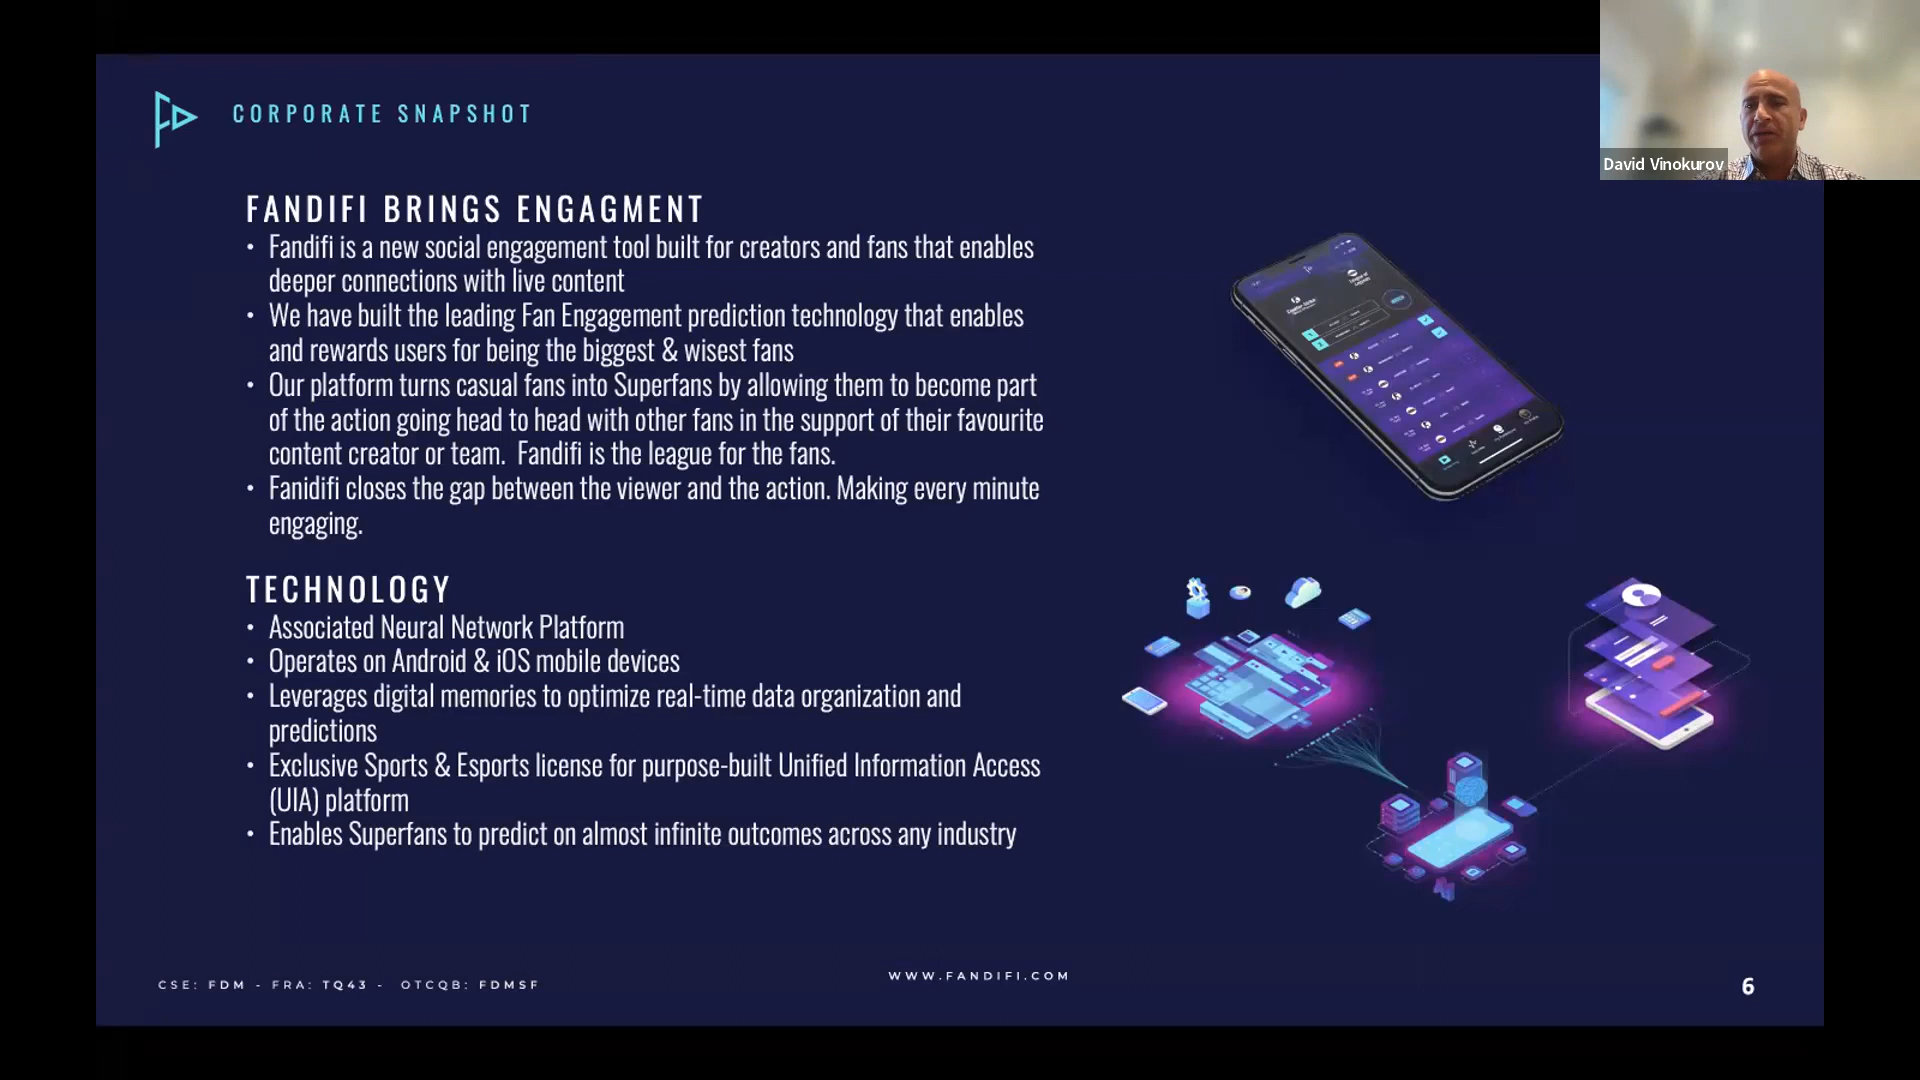 CORPORATE SNAPSHOT
David Vinokurov
FANDIFI BRINGS ENGAGMENT
• Fandifi is a new social engagement tool built for creators and fans that enables
deeper connections with live content
• We have built the leading Fan Engagement prediction technology that enables
and rewards users for being the biggest & wisest fans
• Our platform turns casual fans into Superfans by allowing them to become part
of the action going head to head with other fans in the support of their favourite
content creator or team. Fandifi is the league for the fans.
• Fanidifi closes the gap between the viewer and the action. Making every minute
engaging.
TECHNOLOGY
• Associated Neural Network Platform
• Operates on Android & iOS mobile devices
• Leverages digital memories to optimize real-time data organization and
predictions
• Exclusive Sports & Esports license for purpose-built Unified Information Access
(UIA) platform
• Enables Superfans to predict on almost infinite outcomes across any industry
CSE: FDM - FRA: TQ43 - OTCQB: FDMSF
WWW.FANDIFI.COM
6